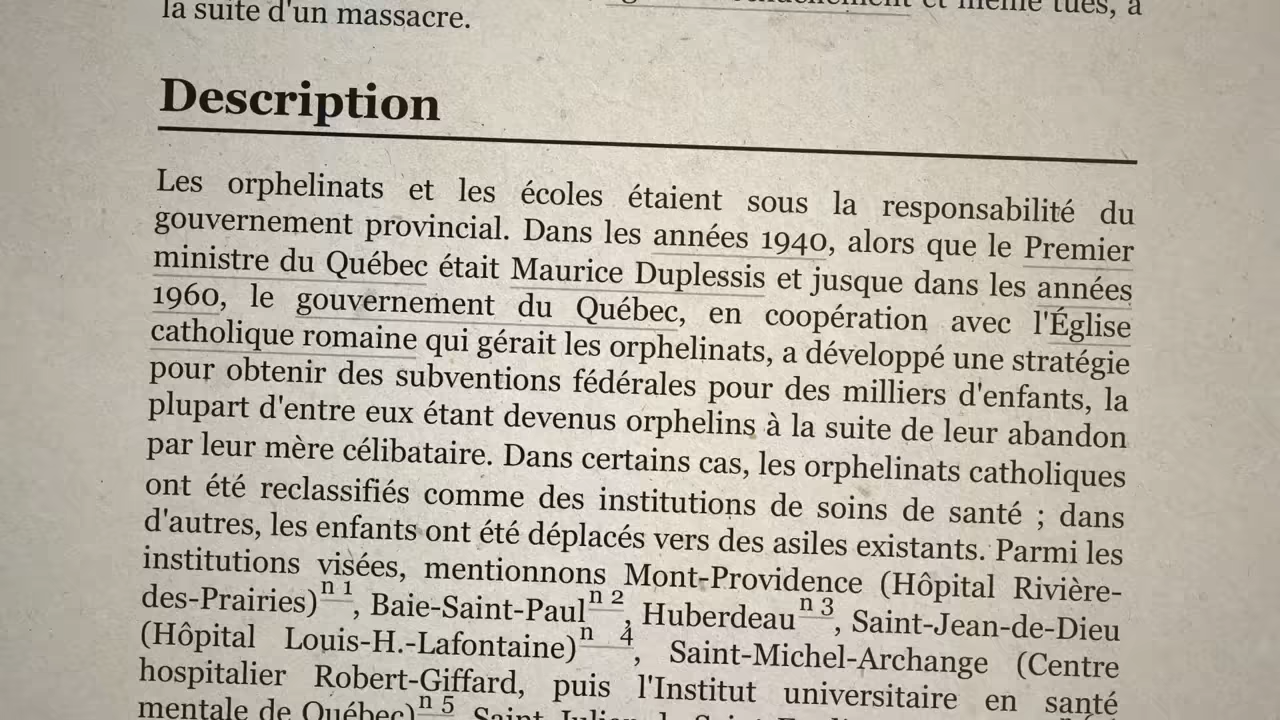 et même tués, à
la suite d'un massacre.
Description
Les orphelinats et les écoles étaient sous la responsabilité du
gouvernement provincial. Dans les années 1940, alors que le Premier
ministre du Québec était Maurice Duplessis et jusque dans les années
1960, le gouvernement du Québec, en coopération avec l'Église
catholique romaine qui gérait les orphelinats, a développé une stratégie
pour obtenir des subventions fédérales pour des milliers d'enfants, la
plupart d'entre eux étant devenus orphelins à la suite de leur abandon
par leur mère célibataire. Dans certains cas, les orphelinats catholiques
ont été reclassifiés comme des institutions de soins de santé ; dans
d'autres, les enfants ont été déplacés vers des asiles existants. Parmi les
institutions visées, mentionnons Mont-Providence (Hôpital Rivière-
des-Prairies)n 1, Baie-Saint-Pauln 2, Huberdeaun 3, Saint-Jean-de-Dieu
(Hôpital Louis-H.-Lafontaine)n 4, Saint-Michel-Archange (Centre
hospitalier Robert-Giffard, puis l'Institut universitaire en santé
mentale de Québec)n 5